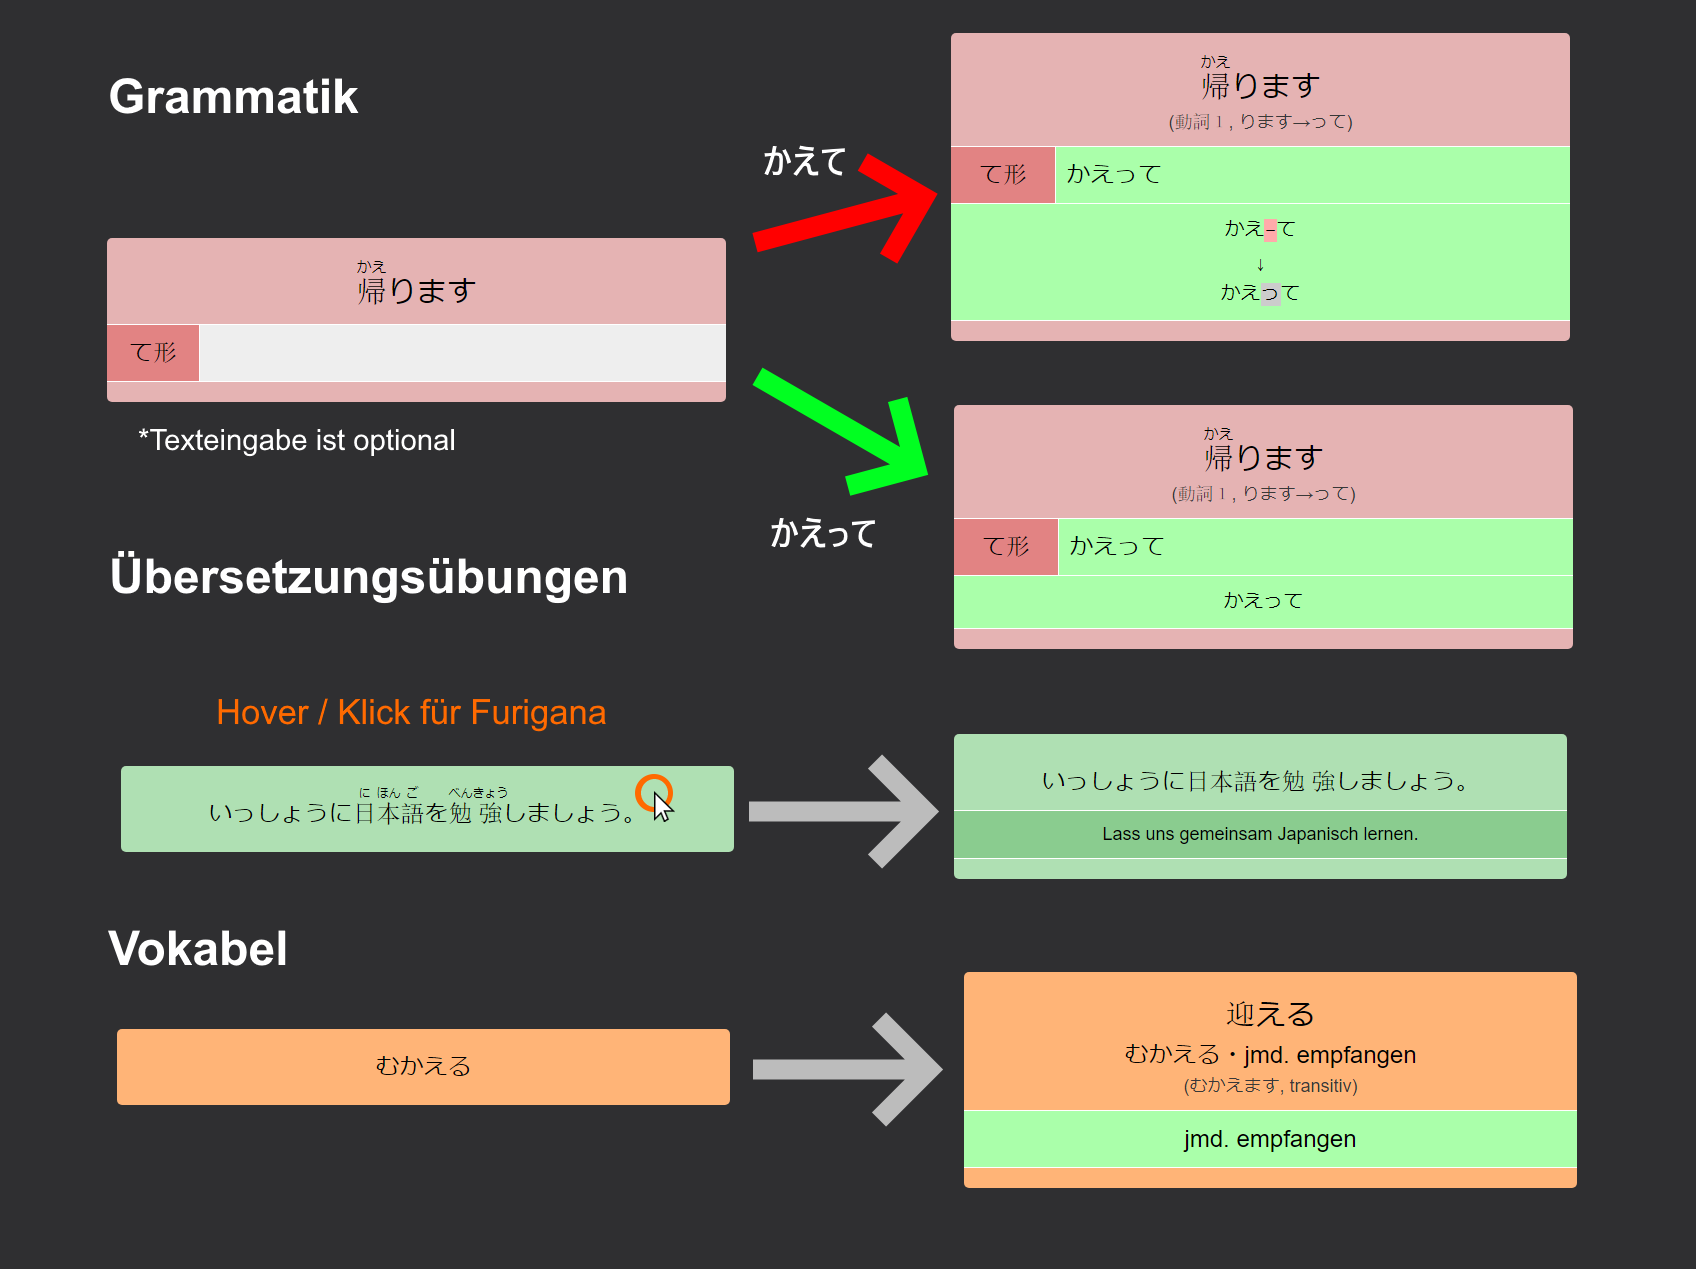 Grammatik
かえ
帰ります
て形
*Texteingabe ist optional
かえて
かえ
帰ります
(動詞1, ります→って)
て形 かえって
かえ-て
↓
かえって
かえって
かえ
帰ります
(動詞1, ります→って)
て形 かえって
かえって
Übersetzungsübungen
Hover / Klick für Furigana
に ほん ご べんきょう
いっしょうに日本語を勉強しましょう。
いっしょうに日本語を勉強しましょう。
Lass uns gemeinsam Japanisch lernen.
Vokabel
むかえる
迎える
むかえる・jmd. empfangen
(むかえます, transitiv)
jmd. empfangen